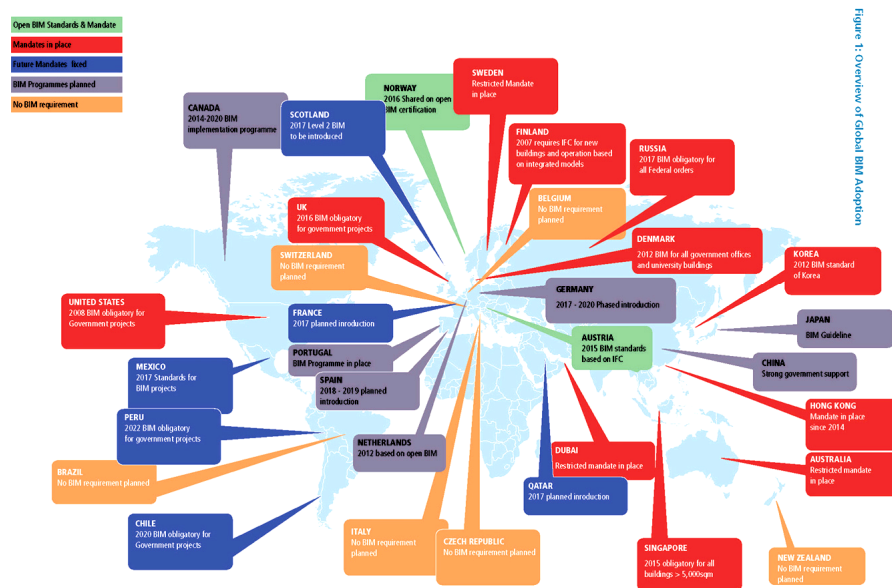 Open BIM Standards & Mandate
Mandates in place
Future Mandates fixed
BIM Programmes planned
No BIM requirement
Figure 1: Overview of Global BIM Adoption
CANADA
2014-2020 BIM
implementation programme
SCOTLAND
2017 Level 2 BIM
to be introduced
NORWAY
2016 Shared on open
BIM certification
SWEDEN
Restricted Mandate
in place
FINLAND
2007 requires IFC for new
buildings and operation based
on integrated models
RUSSIA
2017 BIM obligatory for
all Federal orders
UK
2016 BIM obligatory
for government projects
BELGIUM
No BIM requirement
planned
SWITZERLAND
No BIM requirement
planned
DENMARK
2012 BIM for all government offices
and university buildings
KOREA
2012 BIM standard
of Korea
UNITED STATES
2008 BIM obligatory for
Government projects
FRANCE
2017 planned inroduction
GERMANY
2017 - 2020 Phased introduction
JAPAN
BIM Guideline
PORTUGAL
BIM Programme in place
AUSTRIA
2015 BIM standards
based on IFC
CHINA
Strong government support
MEXICO
2017 Standards for
BIM projects
SPAIN
2018 - 2019 planned
introduction
HONG KONG
Mandate in place
since 2014
PERU
2022 BIM obligatory
for government projects
NETHERLANDS
2012 based on open BIM
DUBAI
Restricted mandate in place
AUSTRALIA
Restricted mandate
in place
BRAZIL
No BIM requirement planned
QATAR
2017 planned inroduction
CHILE
2020 BIM obligatory for
Government projects
ITALY
No BIM requirement
planned
CZECH REPUBLIC
No BIM requirement planned
SINGAPORE
2015 obligatory for all
buildings > 5,000sqm
NEW ZEALAND
No BIM requirement
planned